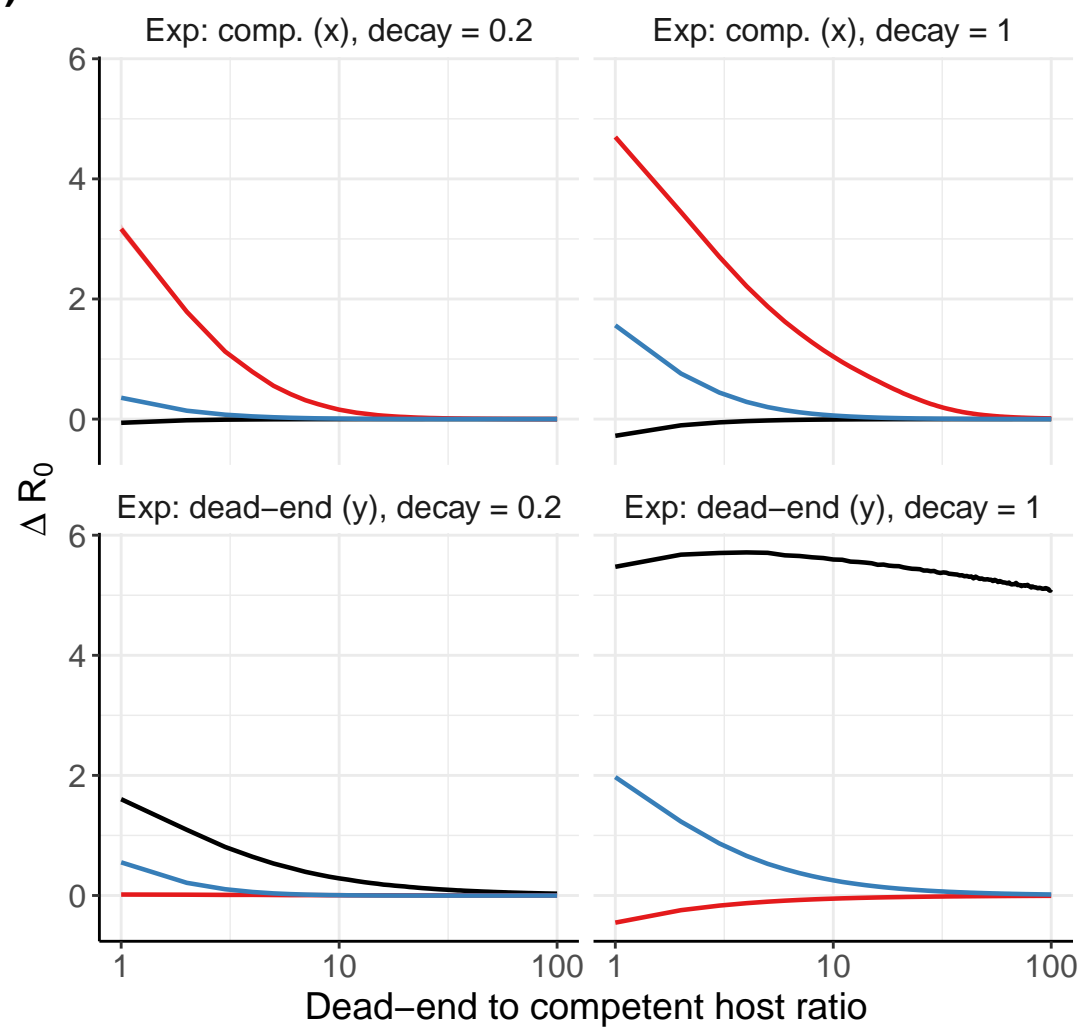 )
Exp: comp. (x), decay = 0.2
Exp: comp. (x), decay = 1
6
4
2
0
Δ R0
Exp: dead−end (y), decay = 0.2
Exp: dead−end (y), decay = 1
6
4
2
0
1 10 100 1 10 100
Dead−end to competent host ratio